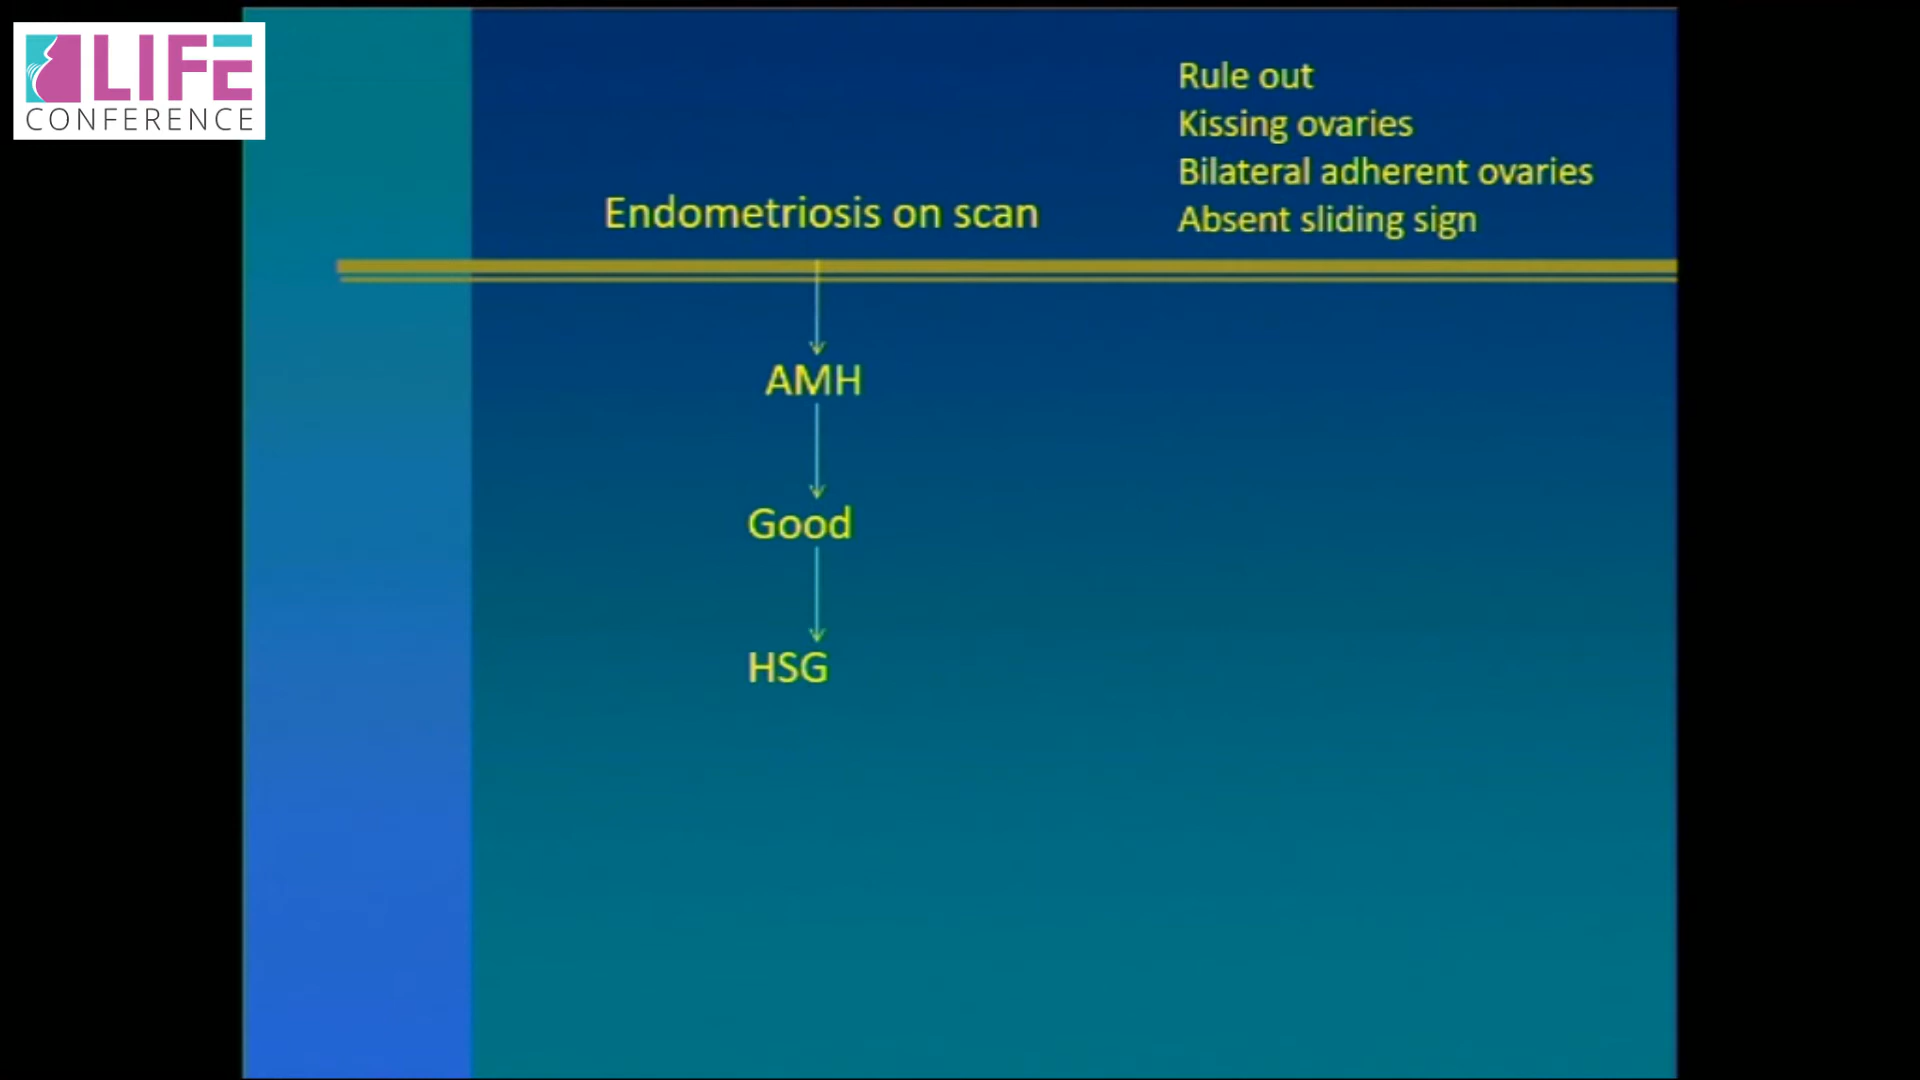 LIFE
CONFERENCE
Rule out
Kissing ovaries
Bilateral adherent ovaries
Absent sliding sign
Endometriosis on scan
AMH
Good
HSG